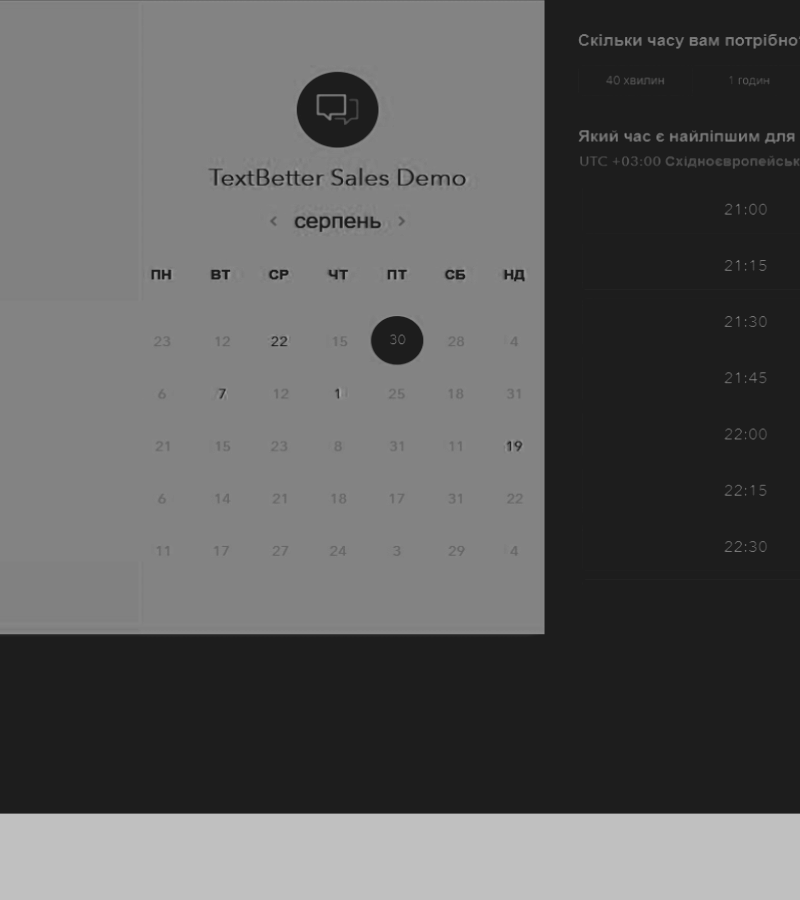 TextBetter Sales Demo
‹ серпень ›
ПН ВТ СР ЧТ ПТ СБ НД
23 12 22 15 30 28 4
6 7 12 1 25 18 31
21 15 23 8 31 11 19
6 14 21 18 17 31 22
11 17 27 24 3 29 4
Скільки часу вам потрібно
40 хвилин 1 годин
Який час є найліпшим для
UTC +03:00 Східноєвропейськ
21:00
21:15
21:30
21:45
22:00
22:15
22:30